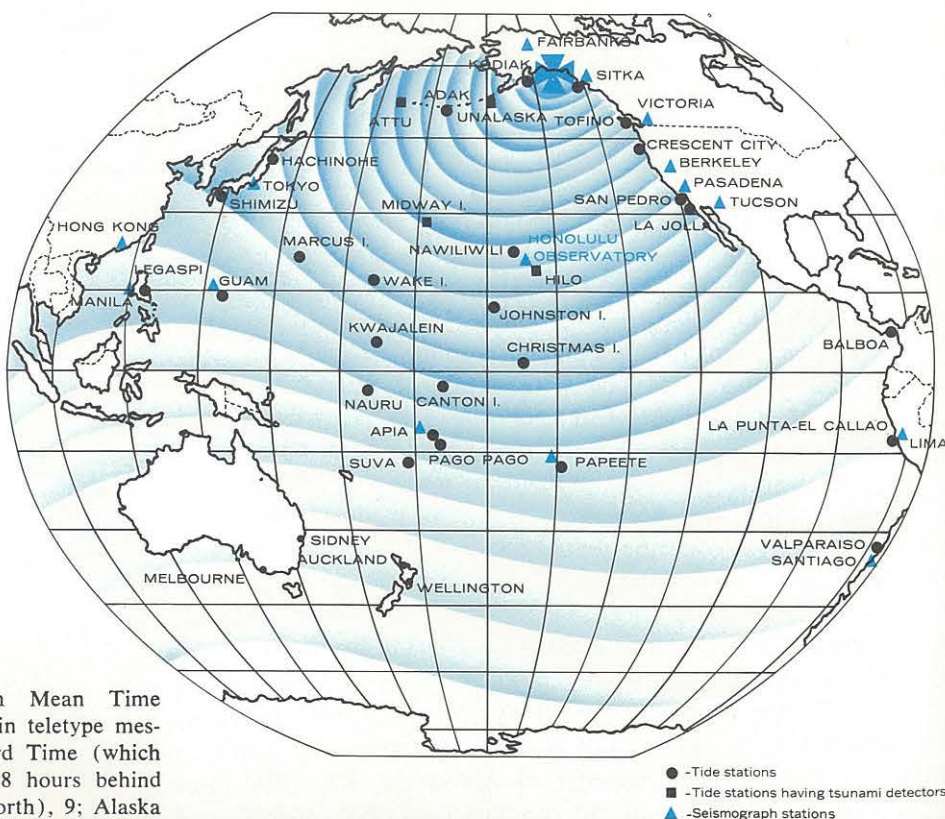 FAIRBANKS
KODIAK
SITKA
ADAK
ATTU
UNALASKA
TOFINO
VICTORIA
CRESCENT CITY
BERKELEY
PASADENA
SAN PEDRO
TUCSON
LA JOLLA
HACHINOHE
TOKYO
SHIMIZU
MIDWAY I.
HONG KONG
MARCUS I.
NAWILIWILI
HONOLULU
OBSERVATORY
LEGASPI
MANILA
GUAM
WAKE I.
HILO
JOHNSTON I.
KWAJALEIN
CHRISTMAS I.
BALBOA
NAURU
CANTON I.
APIA
LA PUNTA-EL CALLAO
LIMA
SUVA
PAGO PAGO
PAPEETE
SIDNEY
AUCKLAND
MELBOURNE
WELLINGTON
VALPARAISO
SANTIAGO
Mean Time
in teletype mes-
rd Time (which
8 hours behind
orth), 9; Alaska
-Tide stations
-Tide stations having tsunami detectors
-Seismograph stations